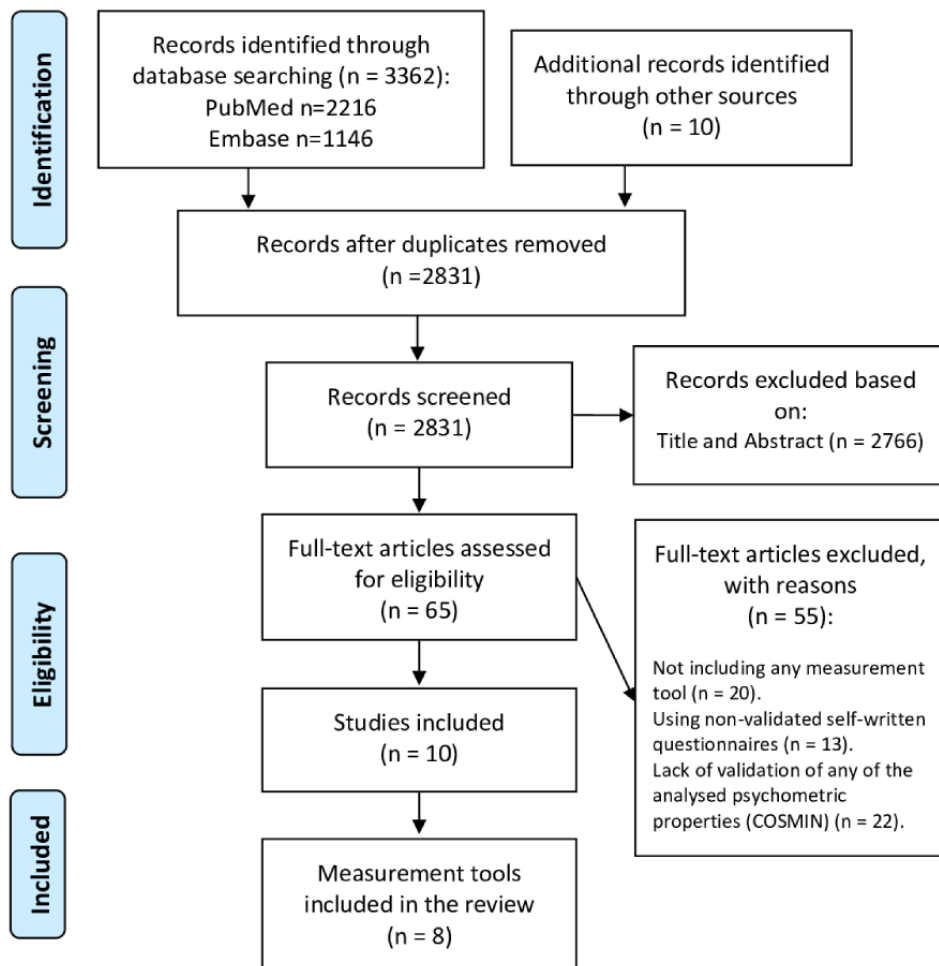 Identification
Records identified through
database searching (n = 3362):
PubMed n=2216
Embase n=1146
Additional records identified
through other sources
(n = 10)
Records after duplicates removed
(n =2831)
Screening
Records screened
(n = 2831)
Records excluded based
on:
Title and Abstract (n = 2766)
Eligibility
Full-text articles assessed
for eligibility
(n = 65)
Full-text articles excluded,
with reasons
(n = 55):
Not including any measurement
tool (n = 20).
Using non-validated self-written
questionnaires (n = 13).
Lack of validation of any of the
analysed psychometric
properties (COSMIN) (n = 22).
Studies included
(n = 10)
Included
Measurement tools
included in the review
(n = 8)